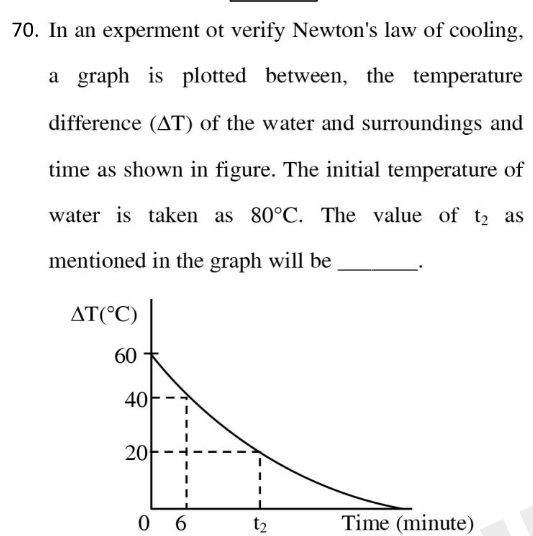 70. In an experment ot verify Newton's law of cooling,
a graph is plotted between, the temperature
difference (ΔT) of the water and surroundings and
time as shown in figure. The initial temperature of
water is taken as 80°C. The value of t₂ as
mentioned in the graph will be ________.
ΔT(°C)
60
40
20
0 6 t₂ Time (minute)